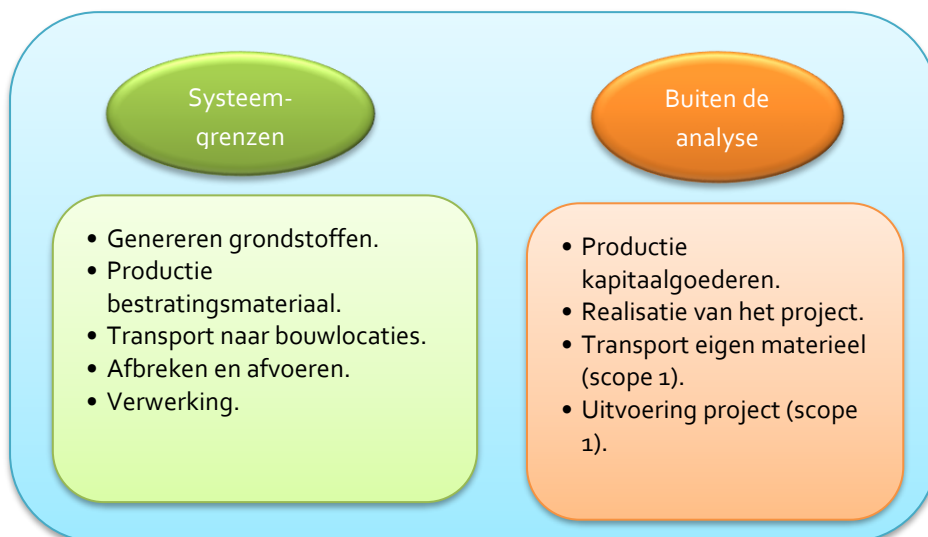 Systeem-
grenzen
• Genereren grondstoffen.
• Productie
bestratingsmateriaal.
• Transport naar bouwlocaties.
• Afbreken en afvoeren.
• Verwerking.
Buiten de
analyse
• Productie
kapitaalgoederen.
• Realisatie van het project.
• Transport eigen materieel
(scope 1).
• Uitvoering project (scope
1).